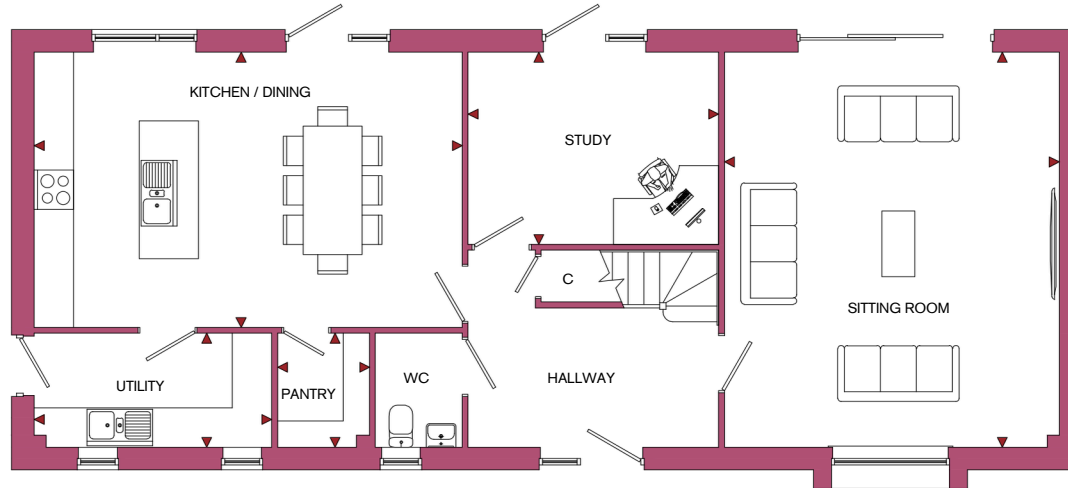 KITCHEN / DINING
STUDY
C
SITTING ROOM
UTILITY
PANTRY
WC
HALLWAY